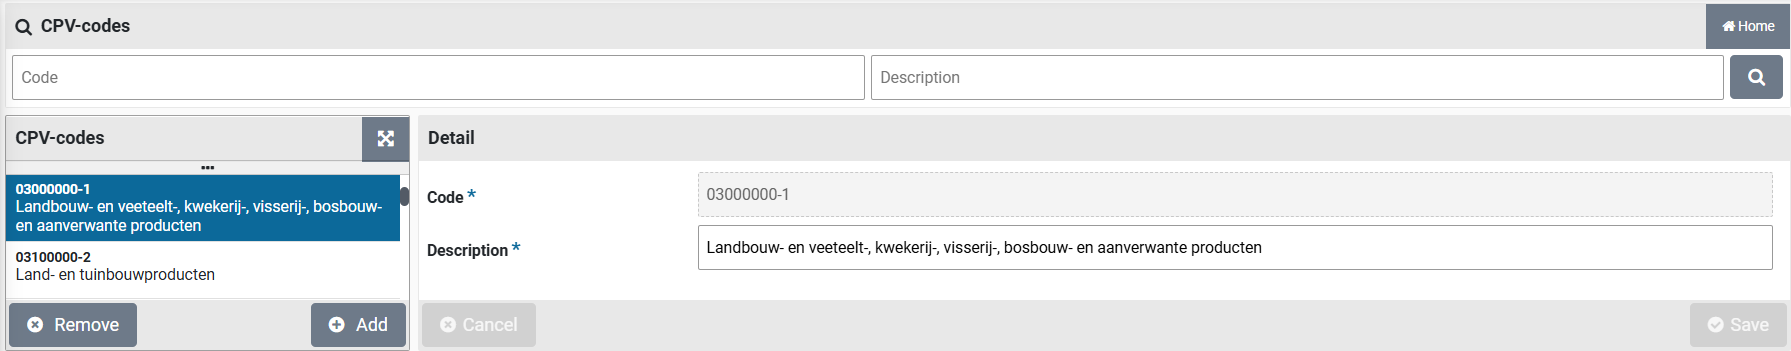 CPV-codes
Home
Code
Description
CPV-codes
03000000-1
Landbouw- en veeteelt-, kwekerij-, visserij-, bosbouw-
en aanverwante producten
03100000-2
Land- en tuinbouwproducten
Remove
Add
Detail
Code *
03000000-1
Description *
Landbouw- en veeteelt-, kwekerij-, visserij-, bosbouw- en aanverwante producten
Cancel
Save